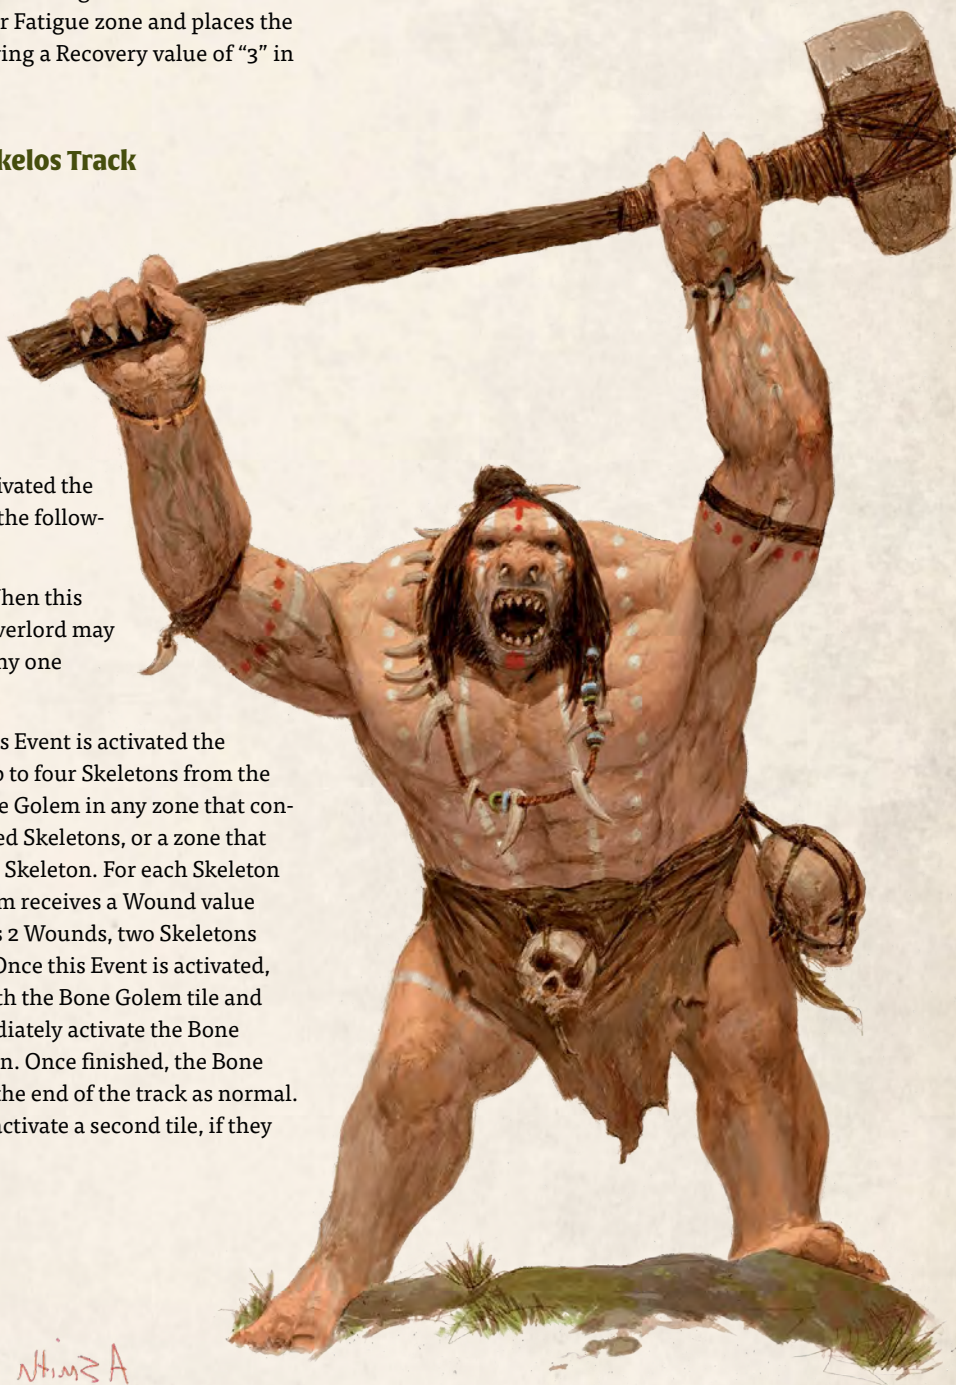 r Fatigue zone and places the
ing a Recovery value of “3” in
kelos Track
ivated the
the follow-
hen this
verlord may
ny one
s Event is activated the
o to four Skeletons from the
e Golem in any zone that con-
ed Skeletons, or a zone that
Skeleton. For each Skeleton
m receives a Wound value
s 2 Wounds, two Skeletons
Once this Event is activated,
th the Bone Golem tile and
diately activate the Bone
n. Once finished, the Bone
the end of the track as normal.
activate a second tile, if they
A Smith